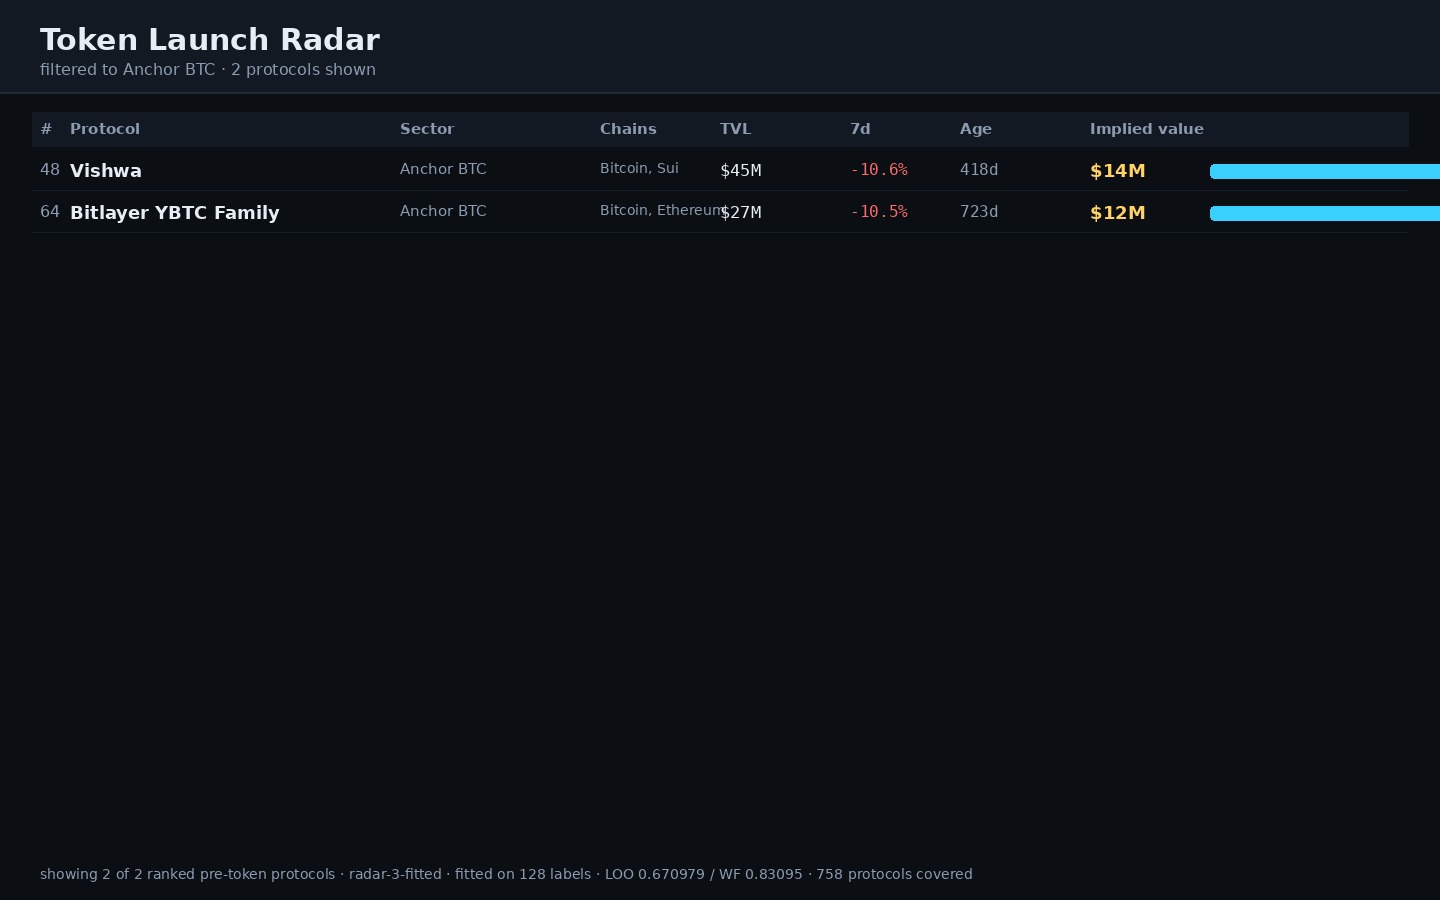 Token Launch Radar
filtered to Anchor BTC · 2 protocols shown
# Protocol Sector Chains TVL 7d Age Implied value
48 Vishwa Anchor BTC Bitcoin, Sui $45M -10.6% 418d $14M
64 Bitlayer YBTC Family Anchor BTC Bitcoin, Ethereum $27M -10.5% 723d $12M
showing 2 of 2 ranked pre-token protocols · radar-3-fitted · fitted on 128 labels · LOO 0.670979 / WF 0.83095 · 758 protocols covered